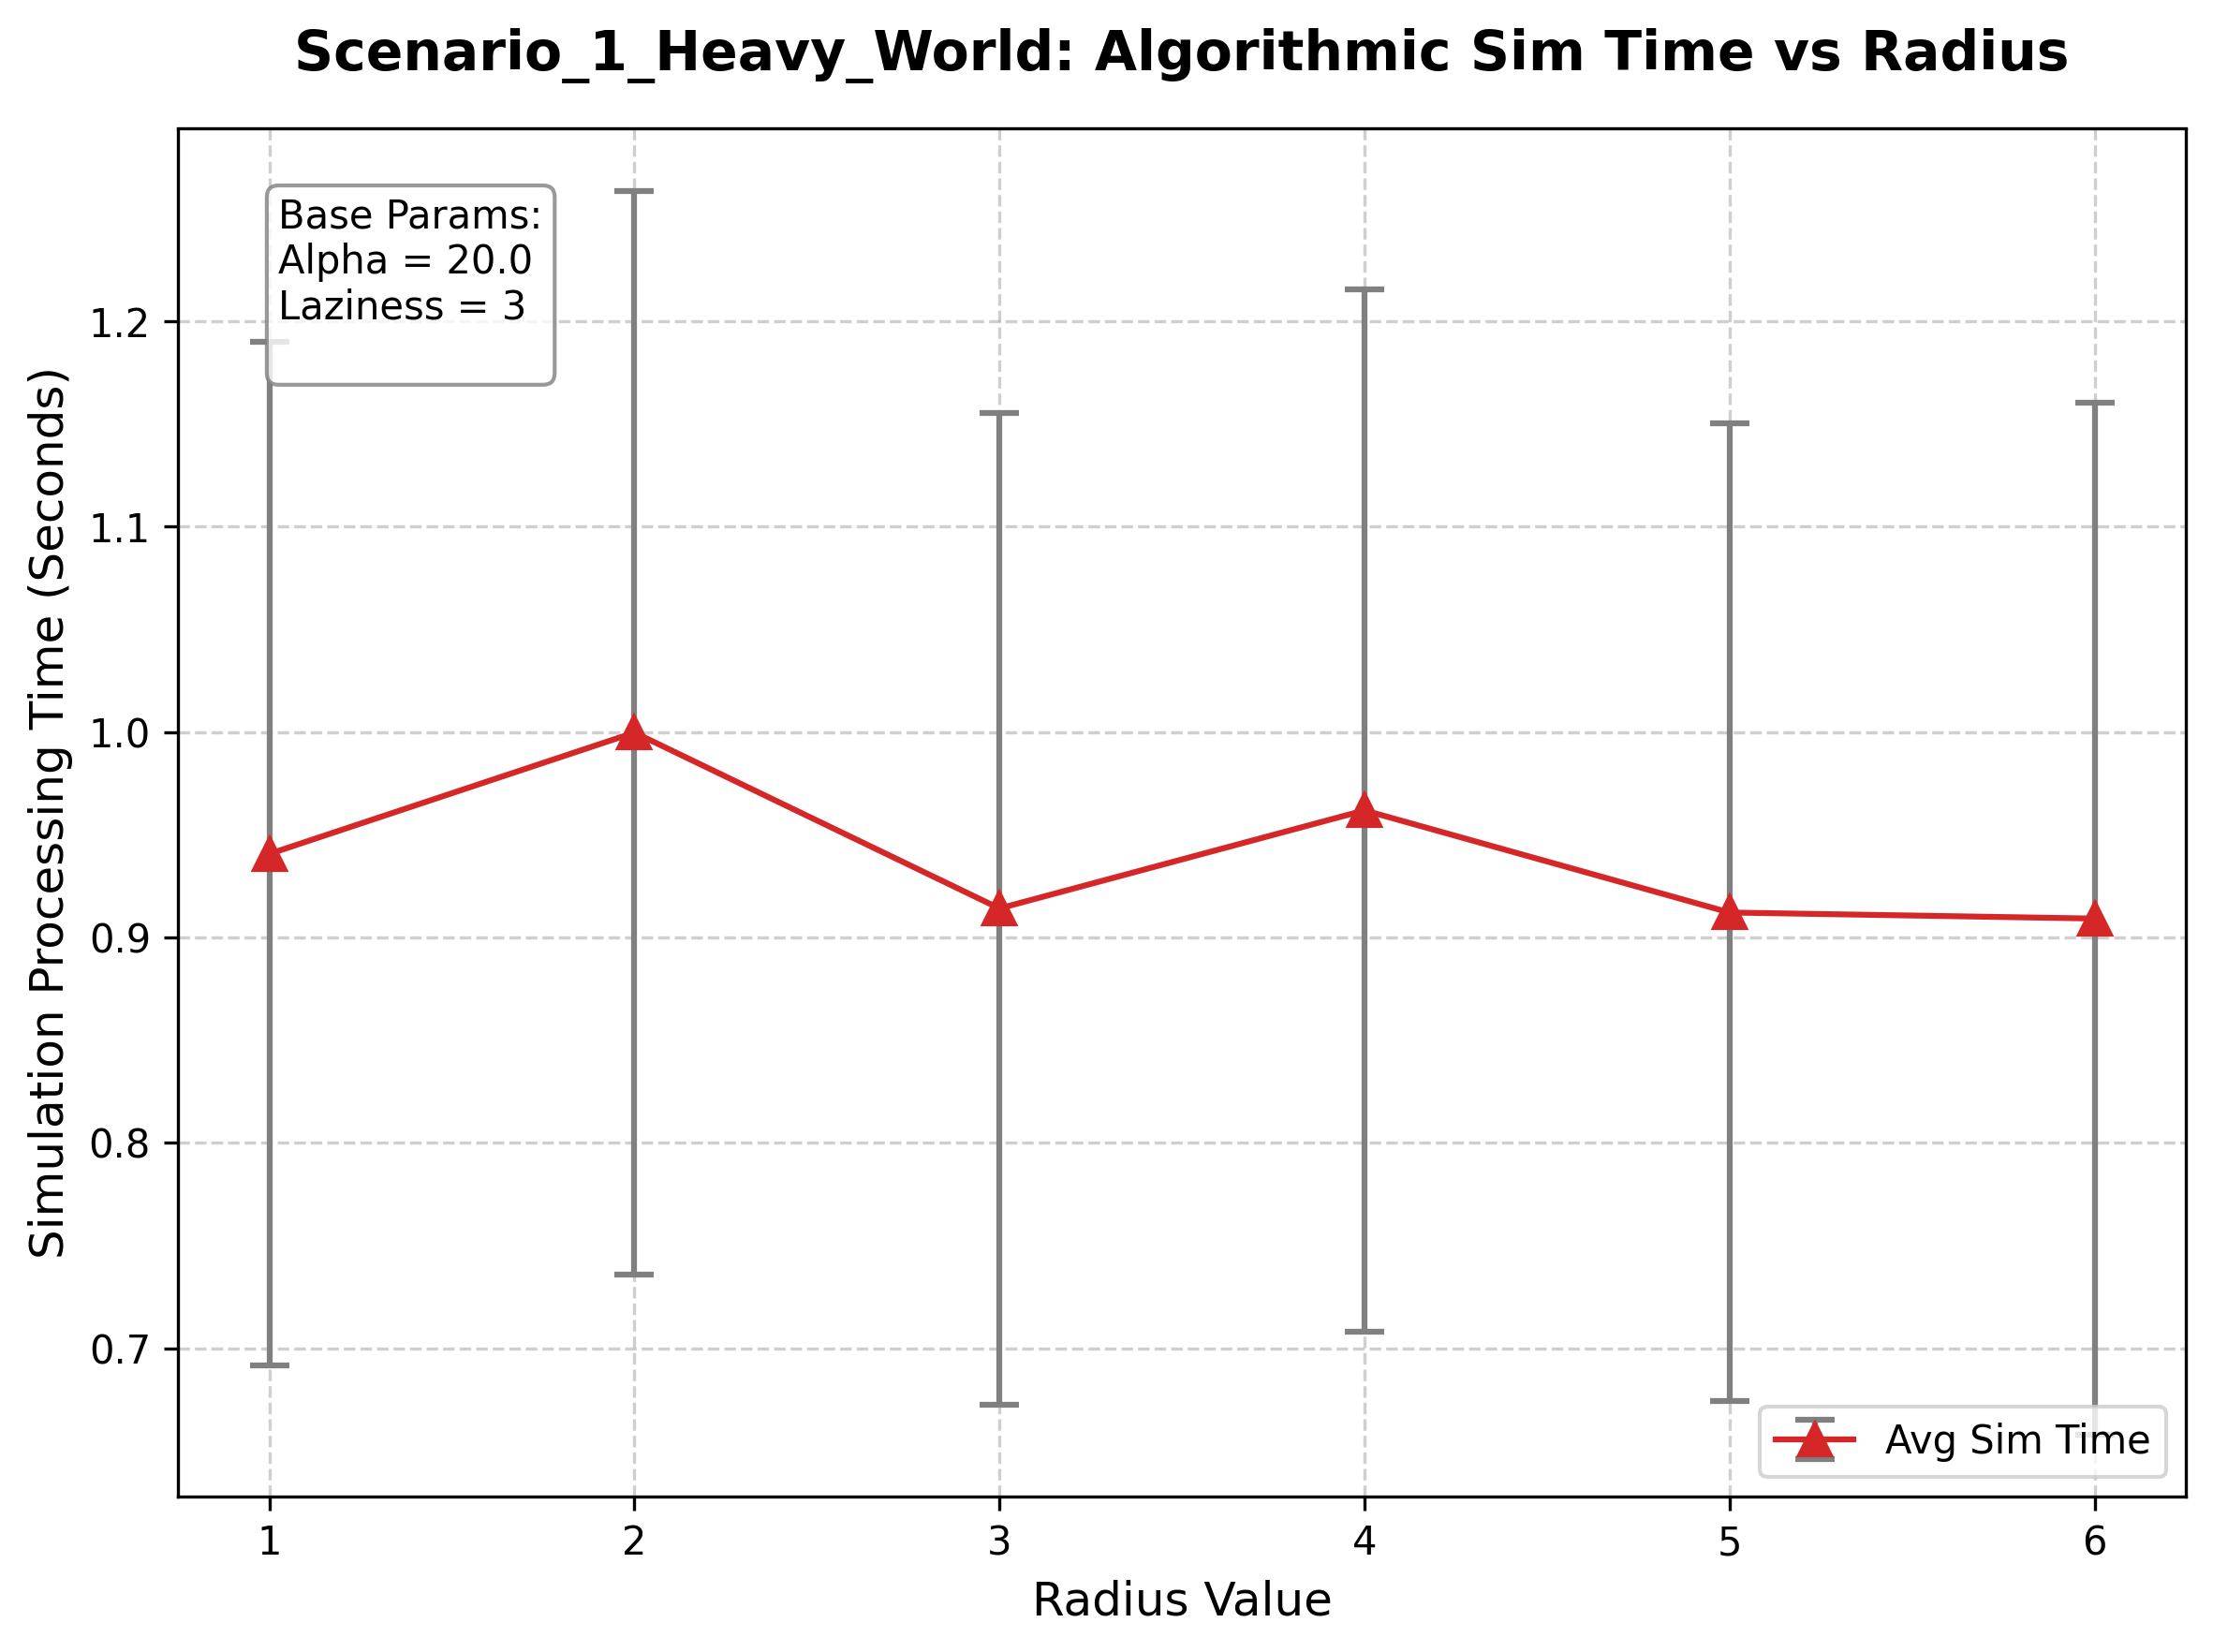 Scenario_1_Heavy_World: Algorithmic Sim Time vs Radius
Base Params:
Alpha = 20.0
Laziness = 3
Simulation Processing Time (Seconds)
1.2
1.1
1.0
0.9
0.8
0.7
Avg Sim Time
1 2 3 4 5 6
Radius Value